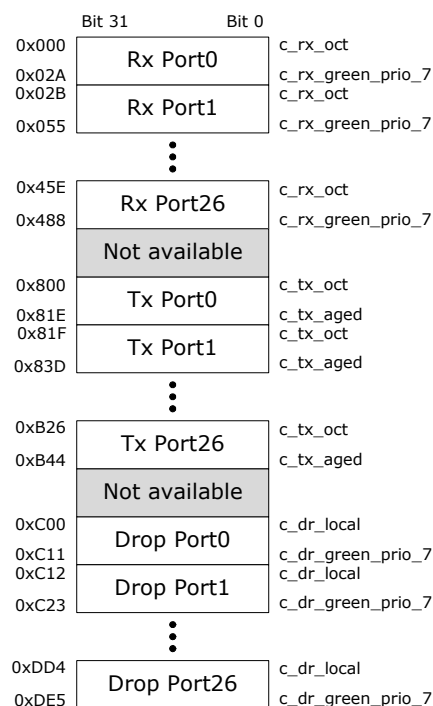 Bit 31 Bit 0
0x000 c_rx_oct
Rx Port0
0x02A c_rx_green_prio_7
0x02B c_rx_oct
Rx Port1
0x055 c_rx_green_prio_7
0x45E c_rx_oct
Rx Port26
0x488 c_rx_green_prio_7
Not available
0x800 c_tx_oct
Tx Port0
0x81E c_tx_aged
0x81F c_tx_oct
Tx Port1
0x83D c_tx_aged
0xB26 c_tx_oct
Tx Port26
0xB44 c_tx_aged
Not available
0xC00 c_dr_local
Drop Port0
0xC11 c_dr_green_prio_7
0xC12 c_dr_local
Drop Port1
0xC23 c_dr_green_prio_7
0xDD4 c_dr_local
Drop Port26
0xDE5 c_dr_green_prio_7